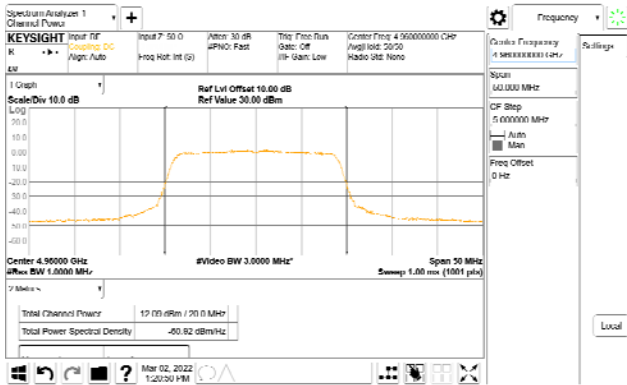 Spectrum Analyzer 1
Channel Power
+
Frequency
KEYSIGHT
R
Input: RF
Coupling: DC
Align: Auto
Input Z: 50 Ω
Freq Ref: Int (S)
Atten: 30 dB
#PNO: Fast
Trig: Free Run
Gate: Off
#IF Gain: Low
Center Freq: 4.960000000 GHz
Avg|Hold: 50/50
Radio Std: None
Center Frequency
4.960000000 GHz
Settings
Span
50.000 MHz
CF Step
5.000000 MHz
Auto
Man
Freq Offset
0 Hz
1 Graph
Scale/Div 10.0 dB
Ref Lvl Offset 10.00 dB
Ref Value 30.00 dBm
Log
20.0
10.0
0.00
10.0
-20.0
-30.0
-40.0
-50.0
-60.0
Center 4.96000 GHz
#Res BW 1.0000 MHz
#Video BW 3.0000 MHz*
Span 50 MHz
Sweep 1.00 ms (1001 pts)
2 Metrics
Total Channel Power
12.09 dBm / 20.0 MHz
Total Power Spectral Density
-60.92 dBm/Hz
Local
?
Mar 02, 2022
1:20:50 PM